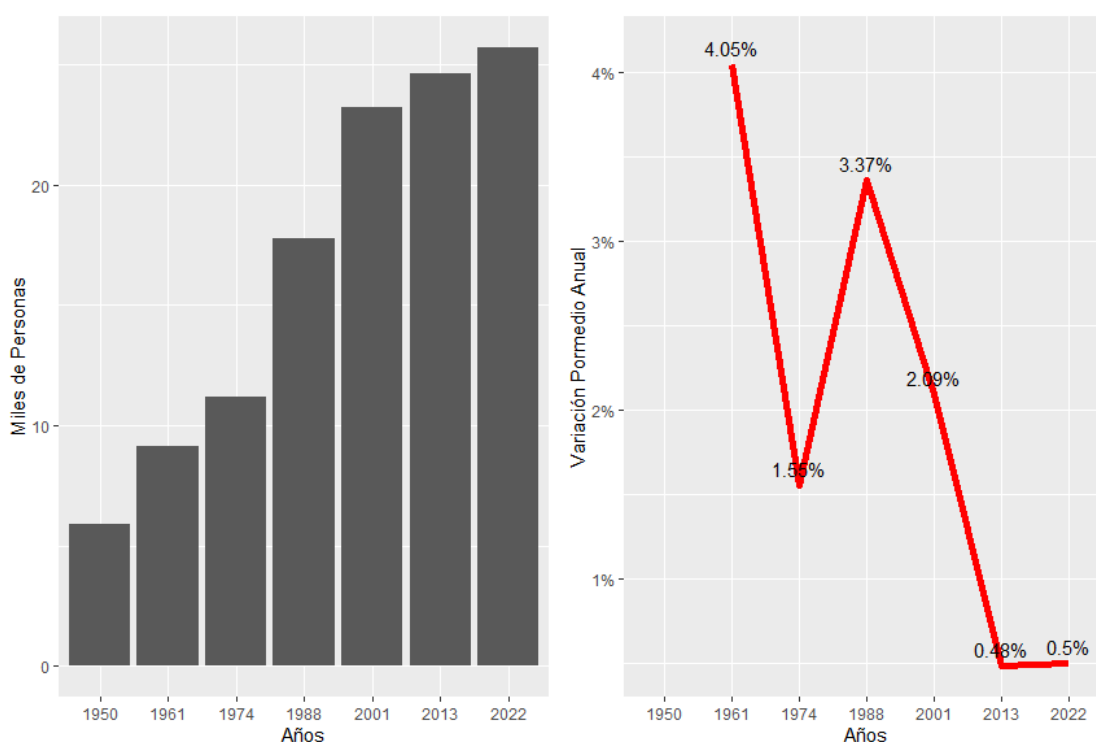 Miles de Personas
20
10
0
1950 1961 1974 1988 2001 2013 2022
Años
Variación Pormedio Anual
4%
3%
2%
1%
4.05%
3.37%
2.09%
1.55%
0.48% 0.5%
1950 1961 1974 1988 2001 2013 2022
Años